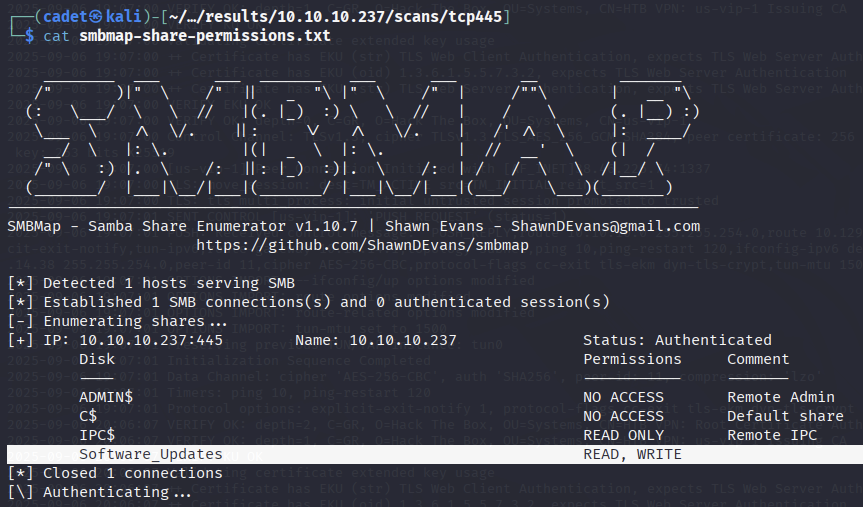 ┌──(cadet㉿kali)-[~/…/results/10.10.10.237/scans/tcp445]
└─$ cat smbmap-share-permissions.txt
SMBMAP
SMBMap - Samba Share Enumerator v1.10.7 | Shawn Evans - ShawnDEvans@gmail.com
https://github.com/ShawnDEvans/smbmap
[*] Detected 1 hosts serving SMB
[*] Established 1 SMB connections(s) and 0 authenticated session(s)
[-] Enumerating shares...
[+] IP: 10.10.10.237:445 Name: 10.10.10.237 Status: Authenticated
Disk Permissions Comment
---- ----------- -------
ADMIN$ NO ACCESS Remote Admin
C$ NO ACCESS Default share
IPC$ READ ONLY Remote IPC
Software_Updates READ, WRITE
[*] Closed 1 connections
[\] Authenticating...